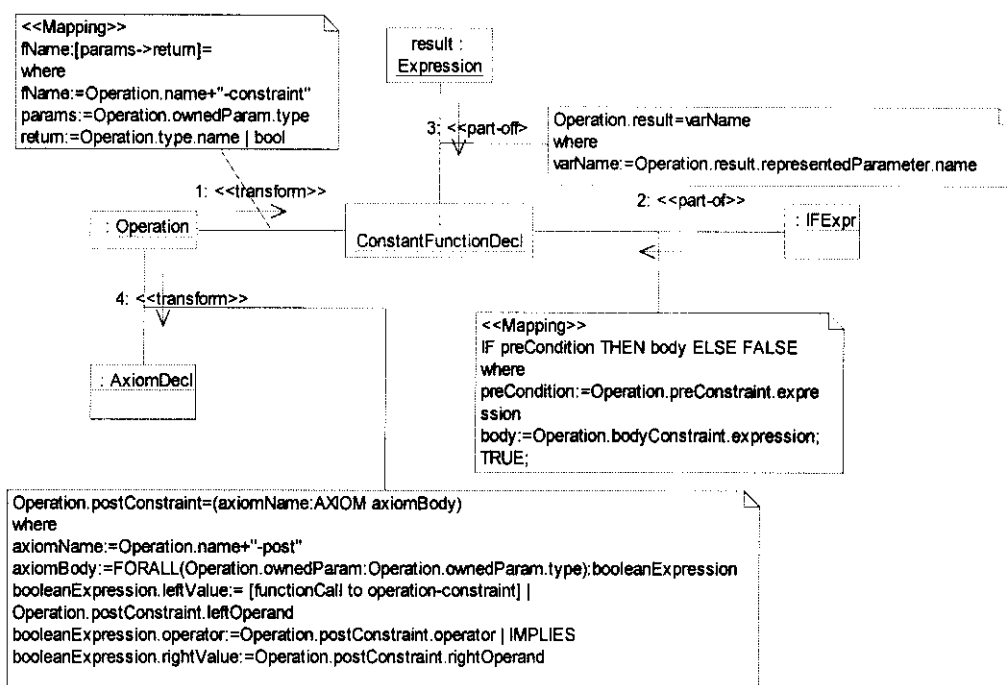 <<Mapping>>
fName:[params->return]=
where
fName:=Operation.name+"-constraint"
params:=Operation.ownedParam.type
return:=Operation.type.name | bool
result :
Expression
3: <<part-off>
Operation.result=varName
where
varName:=Operation.result.representedParameter.name
1: <<transform>>
2: <<part-of>>
: Operation
ConstantFunctionDecl
: IFExpr
4: <<transform>>
: AxiomDecl
<<Mapping>>
IF preCondition THEN body ELSE FALSE
where
preCondition:=Operation.preConstraint.expre
ssion
body:=Operation.bodyConstraint.expression;
TRUE;
Operation.postConstraint=(axiomName:AXIOM axiomBody)
where
axiomName:=Operation.name+"-post"
axiomBody:=FORALL(Operation.ownedParam:Operation.ownedParam.type):booleanExpression
booleanExpression.leftValue:= [functionCall to operation-constraint] |
Operation.postConstraint.leftOperand
booleanExpression.operator:=Operation.postConstraint.operator | IMPLIES
booleanExpression.rightValue:=Operation.postConstraint.rightOperand